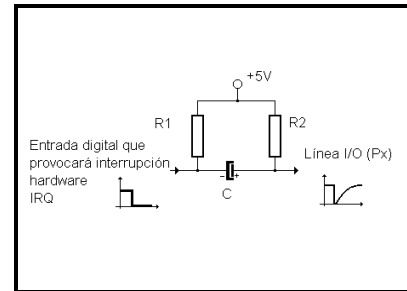 +5V
R1
R2
Entrada digital que
provocará interrupción
hardware
IRQ
Línea I/O (Px)
- +
C